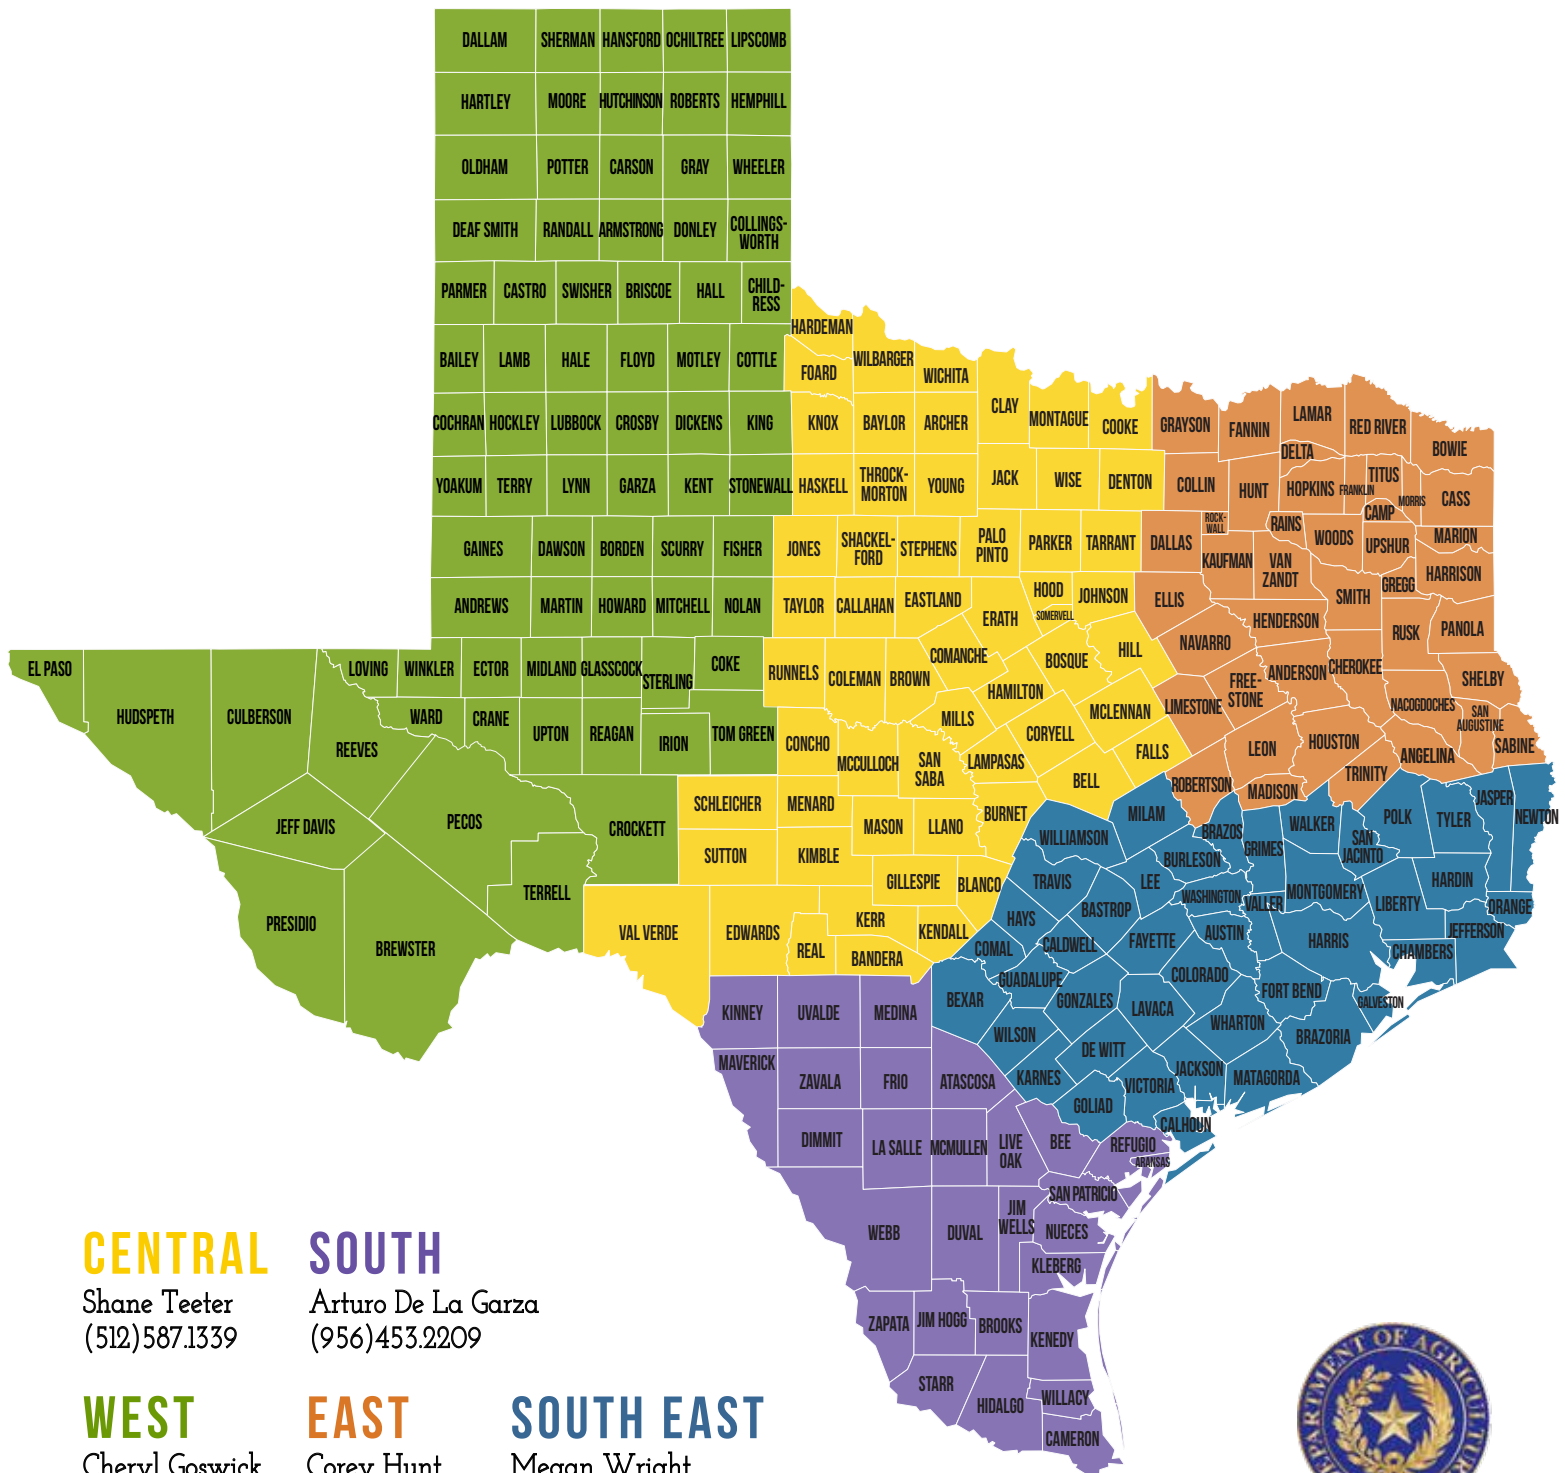 DALLAM SHERMAN HANSFORD OCHILTREE LIPSCOMB
HARTLEY MOORE HUTCHINSON ROBERTS HEMPHILL
OLDHAM POTTER CARSON GRAY WHEELER
DEAF SMITH RANDALL ARMSTRONG DONLEY COLLINGS-
WORTH
PARMER CASTRO SWISHER BRISCOE HALL CHILD-
RESS
HARDEMAN
BAILEY LAMB HALE FLOYD MOTLEY COTTLE FOARD WILBARGER WICHITA
CLAY MONTAGUE COOKE GRAYSON FANNIN LAMAR RED RIVER BOWIE
COCHRAN HOCKLEY LUBBOCK CROSBY DICKENS KING KNOX BAYLOR ARCHER
DELTA
YOAKUM TERRY LYNN GARZA KENT STONEWALL HASKELL THROCK-
MORTON YOUNG JACK WISE DENTON COLLIN HUNT HOPKINS FRANKLIN TITUS MORRIS CASS
ROCK-
WALL RAINS CAMP
GAINES DAWSON BORDEN SCURRY FISHER JONES SHACKEL-
FORD STEPHENS PALO
PINTO PARKER TARRANT DALLAS KAUFMAN VAN
ZANDT WOODS UPSHUR MARION
HARRISON
ANDREWS MARTIN HOWARD MITCHELL NOLAN TAYLOR CALLAHAN EASTLAND ERATH HOOD SOMERVELL JOHNSON ELLIS HENDERSON SMITH GREGG
RUSK PANOLA
EL PASO LOVING WINKLER ECTOR MIDLAND GLASSCOCK STERLING COKE RUNNELS COLEMAN BROWN COMANCHE HAMILTON BOSQUE HILL NAVARRO
FREE-
STONE ANDERSON CHEROKEE SHELBY
HUDSPETH CULBERSON REEVES WARD CRANE UPTON REAGAN IRION TOM GREEN CONCHO MCCULLOCH SAN
SABA MILLS LAMPASAS CORYELL MCLENNAN LIMESTONE
NACOGDOCHES SAN
AUGUSTINE SABINE
BELL FALLS ROBERTSON LEON HOUSTON MADISON TRINITY ANGELINA
JEFF DAVIS PECOS CROCKETT SCHLEICHER MENARD MASON LLANO BURNET
WILLIAMSON MILAM BRAZOS GRIMES WALKER SAN
JACINTO POLK TYLER JASPER NEWTON
SUTTON KIMBLE GILLESPIE BLANCO TRAVIS LEE BURLESON
BASTROP WASHINGTON WALLER MONTGOMERY LIBERTY HARDIN ORANGE
PRESIDIO BREWSTER TERRELL VAL VERDE EDWARDS REAL KERR BANDERA KENDALL
HAYS COMAL CALDWELL FAYETTE AUSTIN HARRIS CHAMBERS JEFFERSON
BEXAR GUADALUPE GONZALES LAVACA COLORADO FORT BEND GALVESTON
KINNEY UVALDE MEDINA WILSON DE WITT WHARTON BRAZORIA
MAVERICK ZAVALA FRIO ATASCOSA KARNES GOLIAD VICTORIA JACKSON MATAGORDA
DIMMIT LA SALLE MCMULLEN LIVE
OAK BEE REFUGIO CALHOUN
ARANSAS
SAN PATRICIO
WEBB DUVAL JIM
WELLS NUECES
KLEBERG
ZAPATA JIM HOGG BROOKS KENEDY
STARR HIDALGO WILLACY
CAMERON
CENTRAL
Shane Teeter
(512)587.1339
SOUTH
Arturo De La Garza
(956)453.2209
WEST
Cheryl Goswick
EAST
Corey Hunt
SOUTH EAST
Megan Wright
DEPARTMENT OF AGRICULTURE